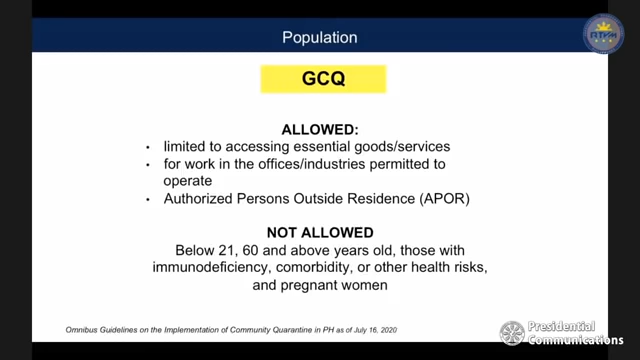 Population
RTVM
GCQ
ALLOWED:
• limited to accessing essential goods/services
• for work in the offices/industries permitted to
operate
• Authorized Persons Outside Residence (APOR)
NOT ALLOWED
Below 21, 60 and above years old, those with
immunodeficiency, comorbidity, or other health risks,
and pregnant women
Omnibus Guidelines on the Implementation of Community Quarantine in PH as of July 16, 2020
Presidential
Communications